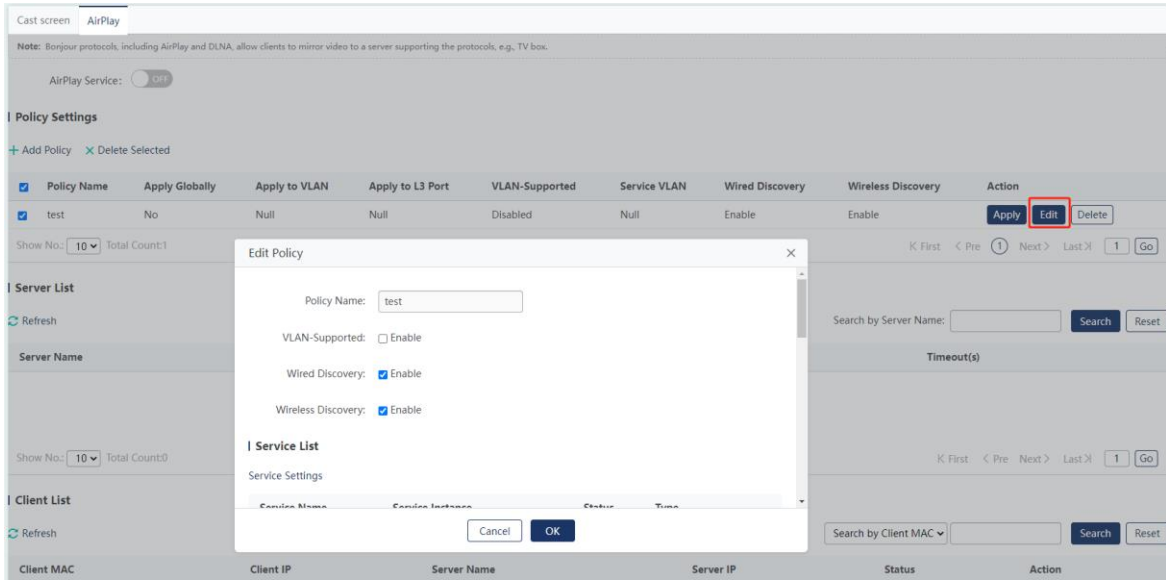 Cast screen AirPlay
Note: Bonjour protocols, including AirPlay and DLNA, allow clients to mirror video to a server supporting the protocols, e.g., TV box.
AirPlay Service: OFF
Policy Settings
Add Policy Delete Selected
Policy Name Apply Globally Apply to VLAN Apply to L3 Port VLAN-Supported Service VLAN Wired Discovery Wireless Discovery Action
test No Null Null Disabled Null Enable Enable Apply Edit Delete
Show No.: 10 Total Count:1 First Pre 1 Next Last 1 Go
Edit Policy
Policy Name: test
VLAN-Supported: Enable
Wired Discovery: Enable
Wireless Discovery: Enable
Service List
Service Settings
Service Name Service Instance Status Type
Cancel OK
Server List
Refresh Search by Server Name: Search Reset
Server Name Timeout(s)
Show No.: 10 Total Count:0 First Pre Next Last 1 Go
Client List
Refresh Search by Client MAC Search Reset
Client MAC Client IP Server Name Server IP Status Action